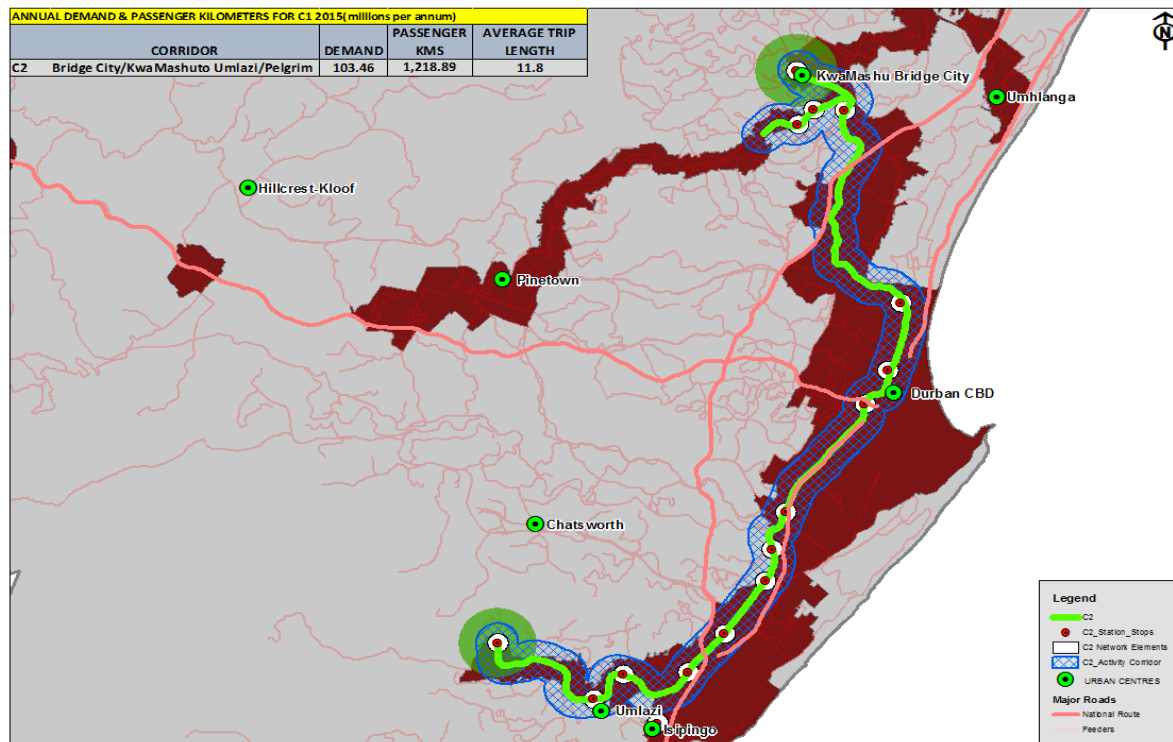 ANNUAL DEMAND & PASSENGER KILOMETERS FOR C1 2015(millions per annum)
CORRIDOR DEMAND PASSENGER KMS AVERAGE TRIP LENGTH
C2 Bridge City/KwaMashuto Umlazi/Pelgrim 103.46 1,218.89 11.8
N
KwaMashu Bridge City
Umhlanga
Hillcrest-Kloof
Pinetown
Durban CBD
Chatsworth
Umlazi
Isipingo
Legend
C2
C2_Station_Stops
C2 Network Elements
C2_Activity Corridor
URBAN CENTRES
Major Roads
National Route
Feeders